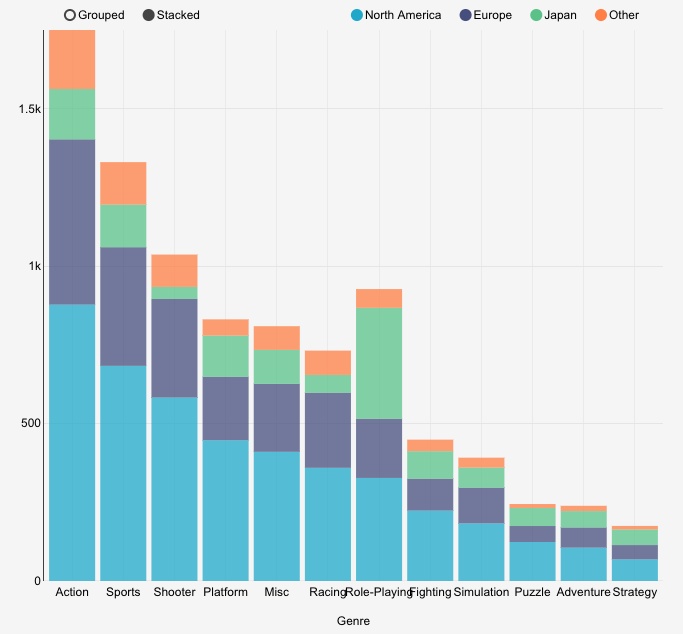 Grouped Stacked North America Europe Japan Other
1.5k
1k
500
0
Action Sports Shooter Platform Misc Racing Role-Playing Fighting Simulation Puzzle Adventure Strategy
Genre